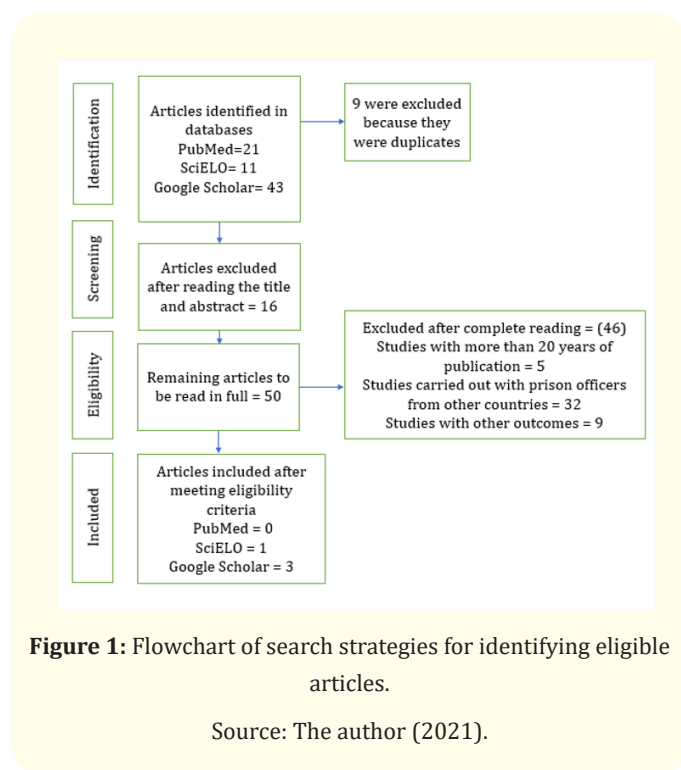 Identification
Articles identified in
databases
PubMed=21
SciELO= 11
Google Scholar= 43
9 were excluded
because they
were duplicates
Screening
Articles excluded
after reading the title
and abstract = 16
Eligibility
Remaining articles to
be read in full = 50
Excluded after complete reading = (46)
Studies with more than 20 years of
publication = 5
Studies carried out with prison officers
from other countries = 32
Studies with other outcomes = 9
Included
Articles included after
meeting eligibility
criteria
PubMed = 0
SciELO = 1
Google Scholar = 3
Figure 1: Flowchart of search strategies for identifying eligible
articles.
Source: The author (2021).